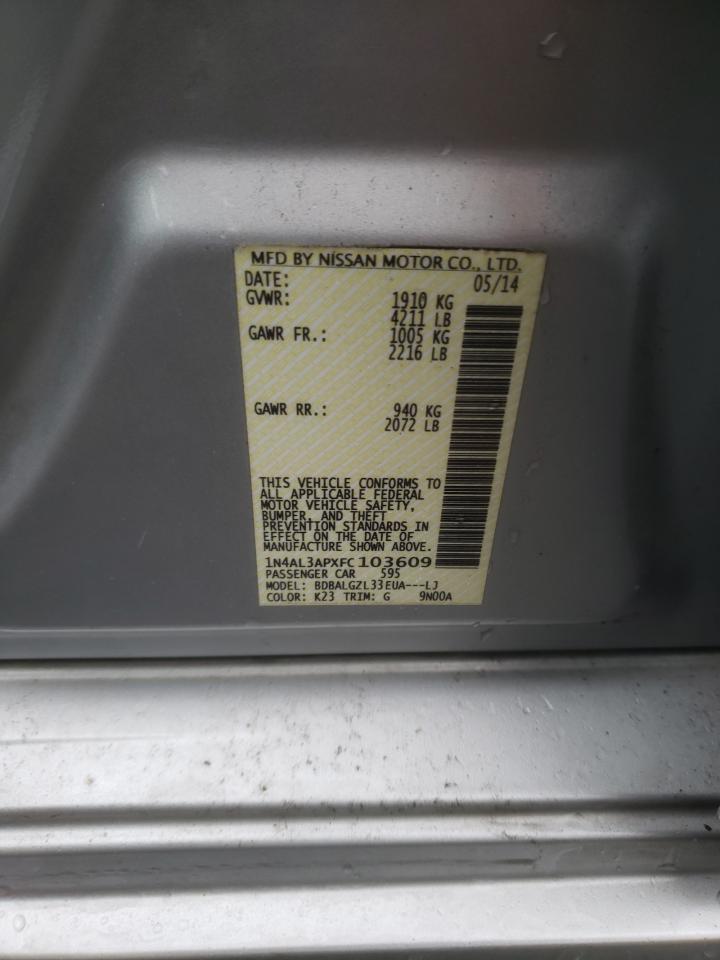 MFD BY NISSAN MOTOR CO., LTD.
DATE: 05/14
GVWR: 1910 KG
4211 LB
GAWR FR.: 1005 KG
2216 LB
GAWR RR.: 940 KG
2072 LB
THIS VEHICLE CONFORMS TO
ALL APPLICABLE FEDERAL
MOTOR VEHICLE SAFETY,
BUMPER, AND THEFT
PREVENTION STANDARDS IN
EFFECT ON THE DATE OF
MANUFACTURE SHOWN ABOVE.
1N4AL3APXFC103609
PASSENGER CAR 595
MODEL: BDBALGZL33EUA---LJ
COLOR: K23 TRIM: G 9N00A